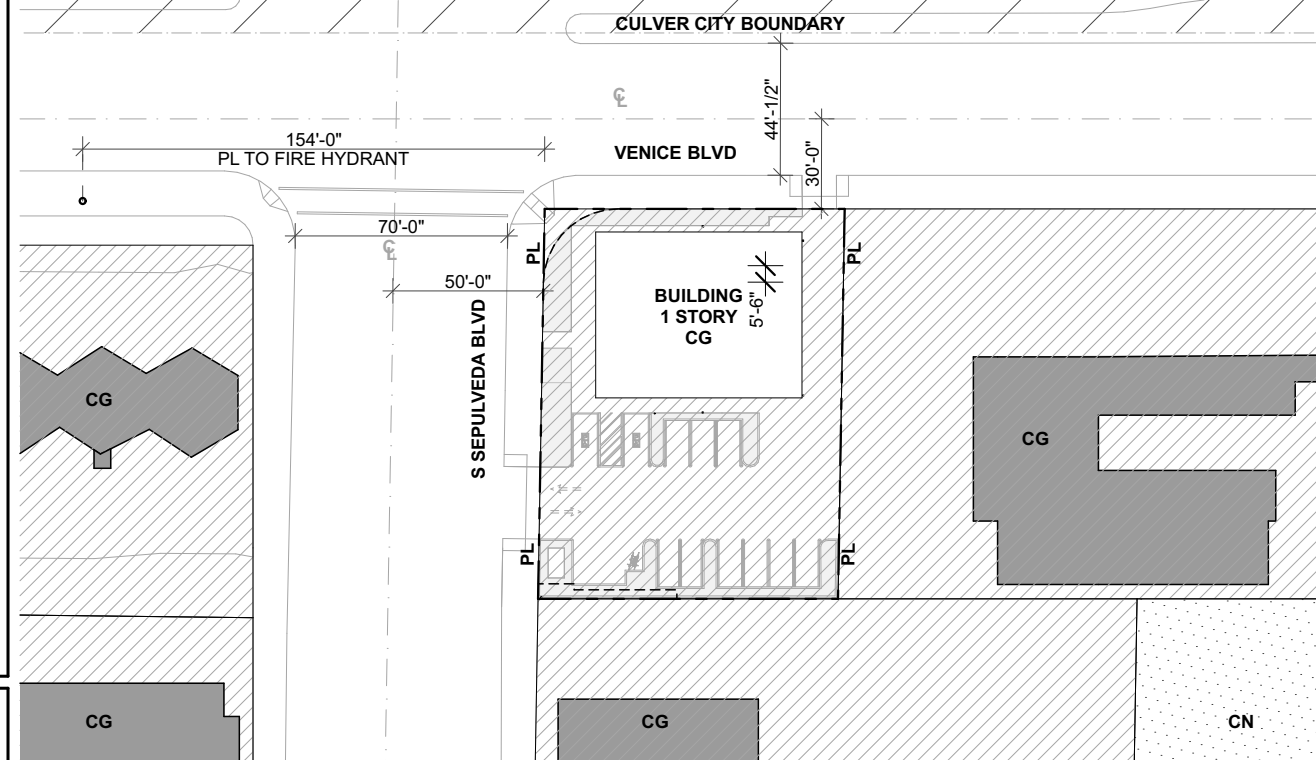 CULVER CITY BOUNDARY
44'-1/2"
℄
154'-0"
PL TO FIRE HYDRANT
VENICE BLVD
30'-0"
70'-0"
℄
PL
PL
50'-0"
S SEPULVEDA BLVD
BUILDING
1 STORY
CG
5'-6"
CG
CG
PL
PL
CG
CG
CN